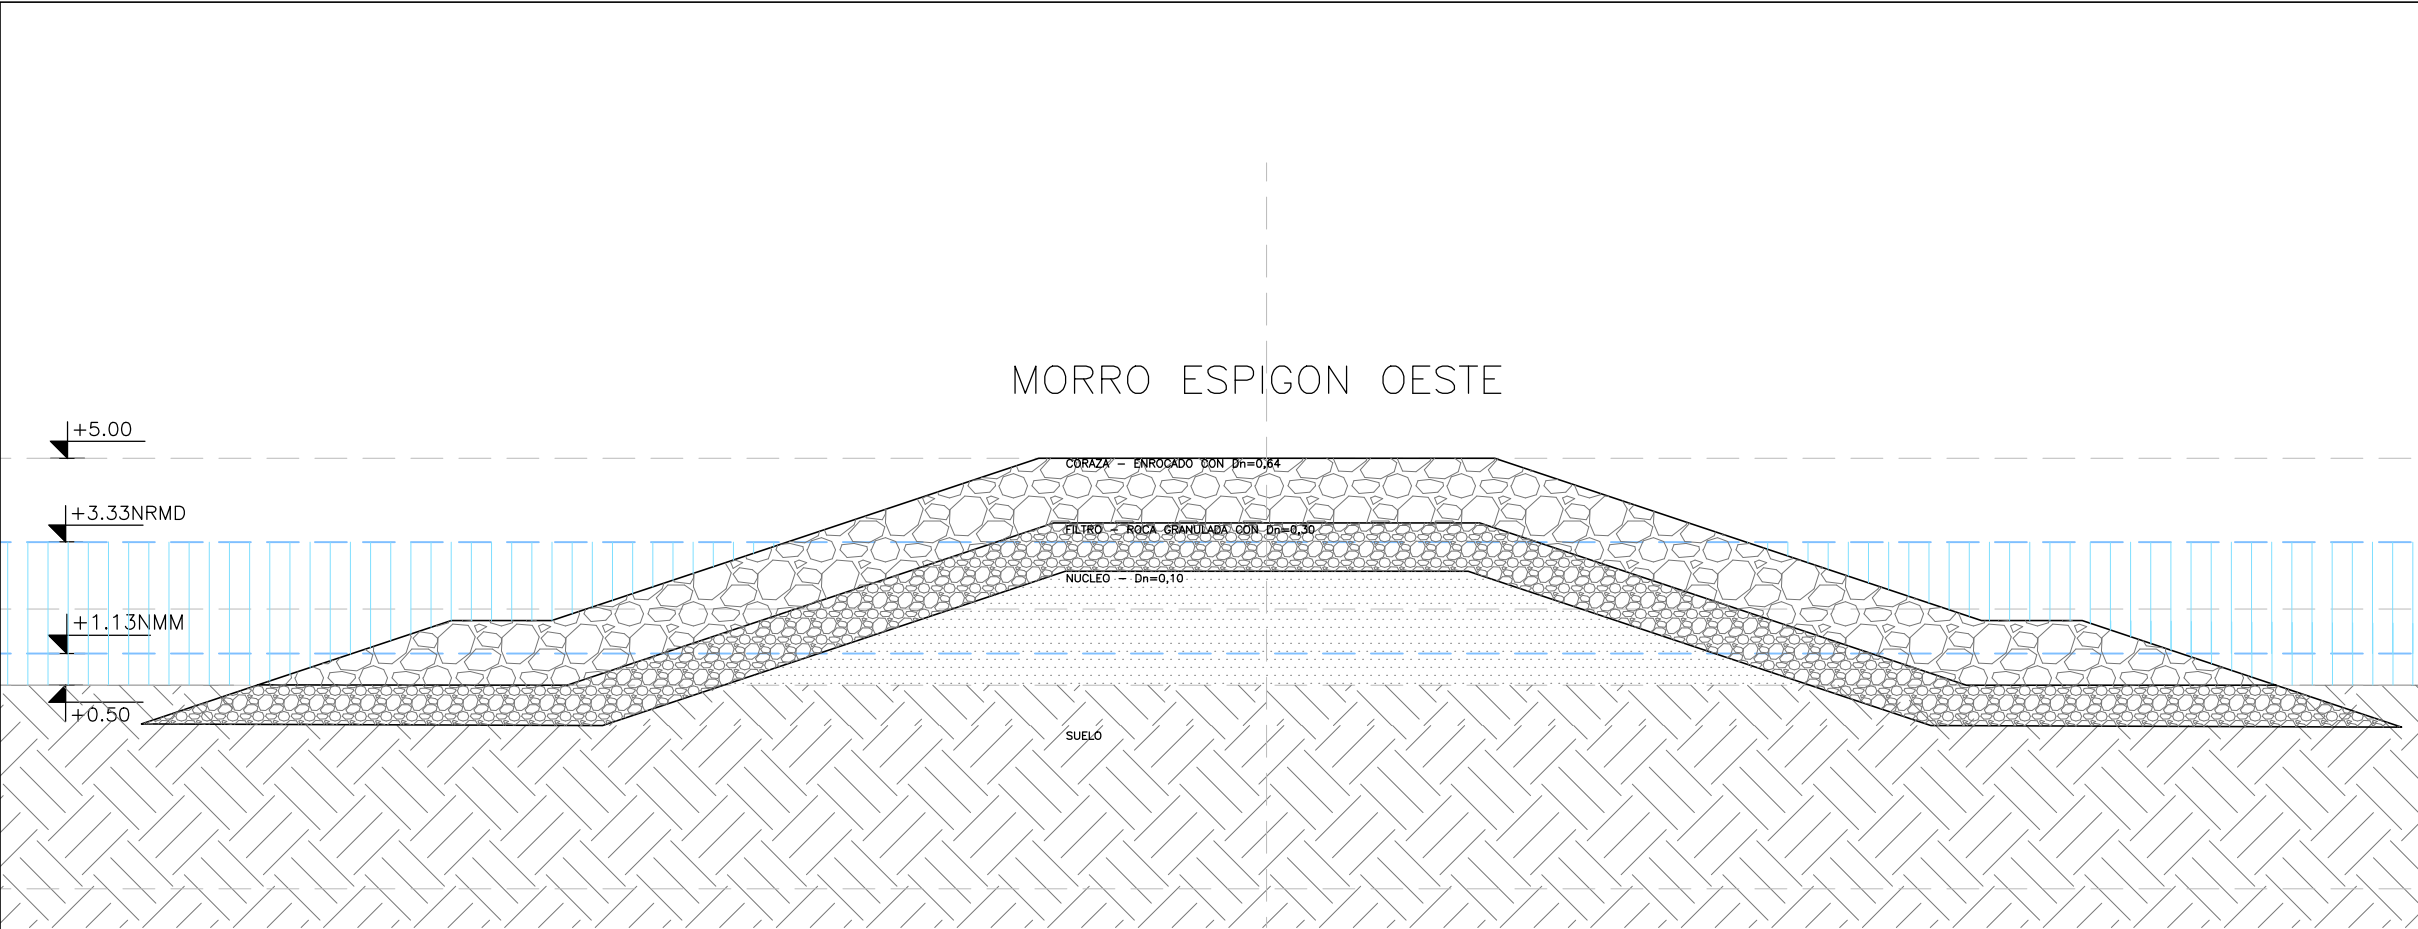 MORRO ESPIGON OESTE
+5.00
CORAZA - ENROCADO CON Dn=0,64
+3.33NRMD
FILTRO - ROCA GRANULADA CON Dn=0,30
NUCLEO - Dn=0,10
+1.13NMM
+0.50
SUELO